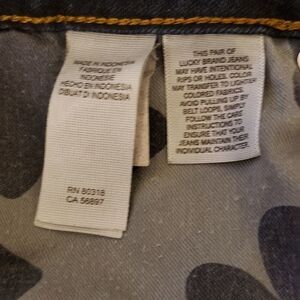 MADE IN INDONESIA
FABRIQUE EN
INDONESIE
HECHO EN INDONESIA
DIBUAT DI INDONESIA
RN 80318
CA 56897
THIS PAIR OF
LUCKY BRAND JEANS
MAY HAVE INTENTIONAL
RIPS OR HOLES. COLOR
MAY TRANSFER TO LIGHTER
COLORED FABRICS.
AVOID PULLING UP BY
BELT LOOPS. SIMPLY
FOLLOW THE CARE
INSTRUCTIONS TO
ENSURE THAT YOUR
JEANS MAINTAIN THEIR
INDIVIDUAL CHARACTER.